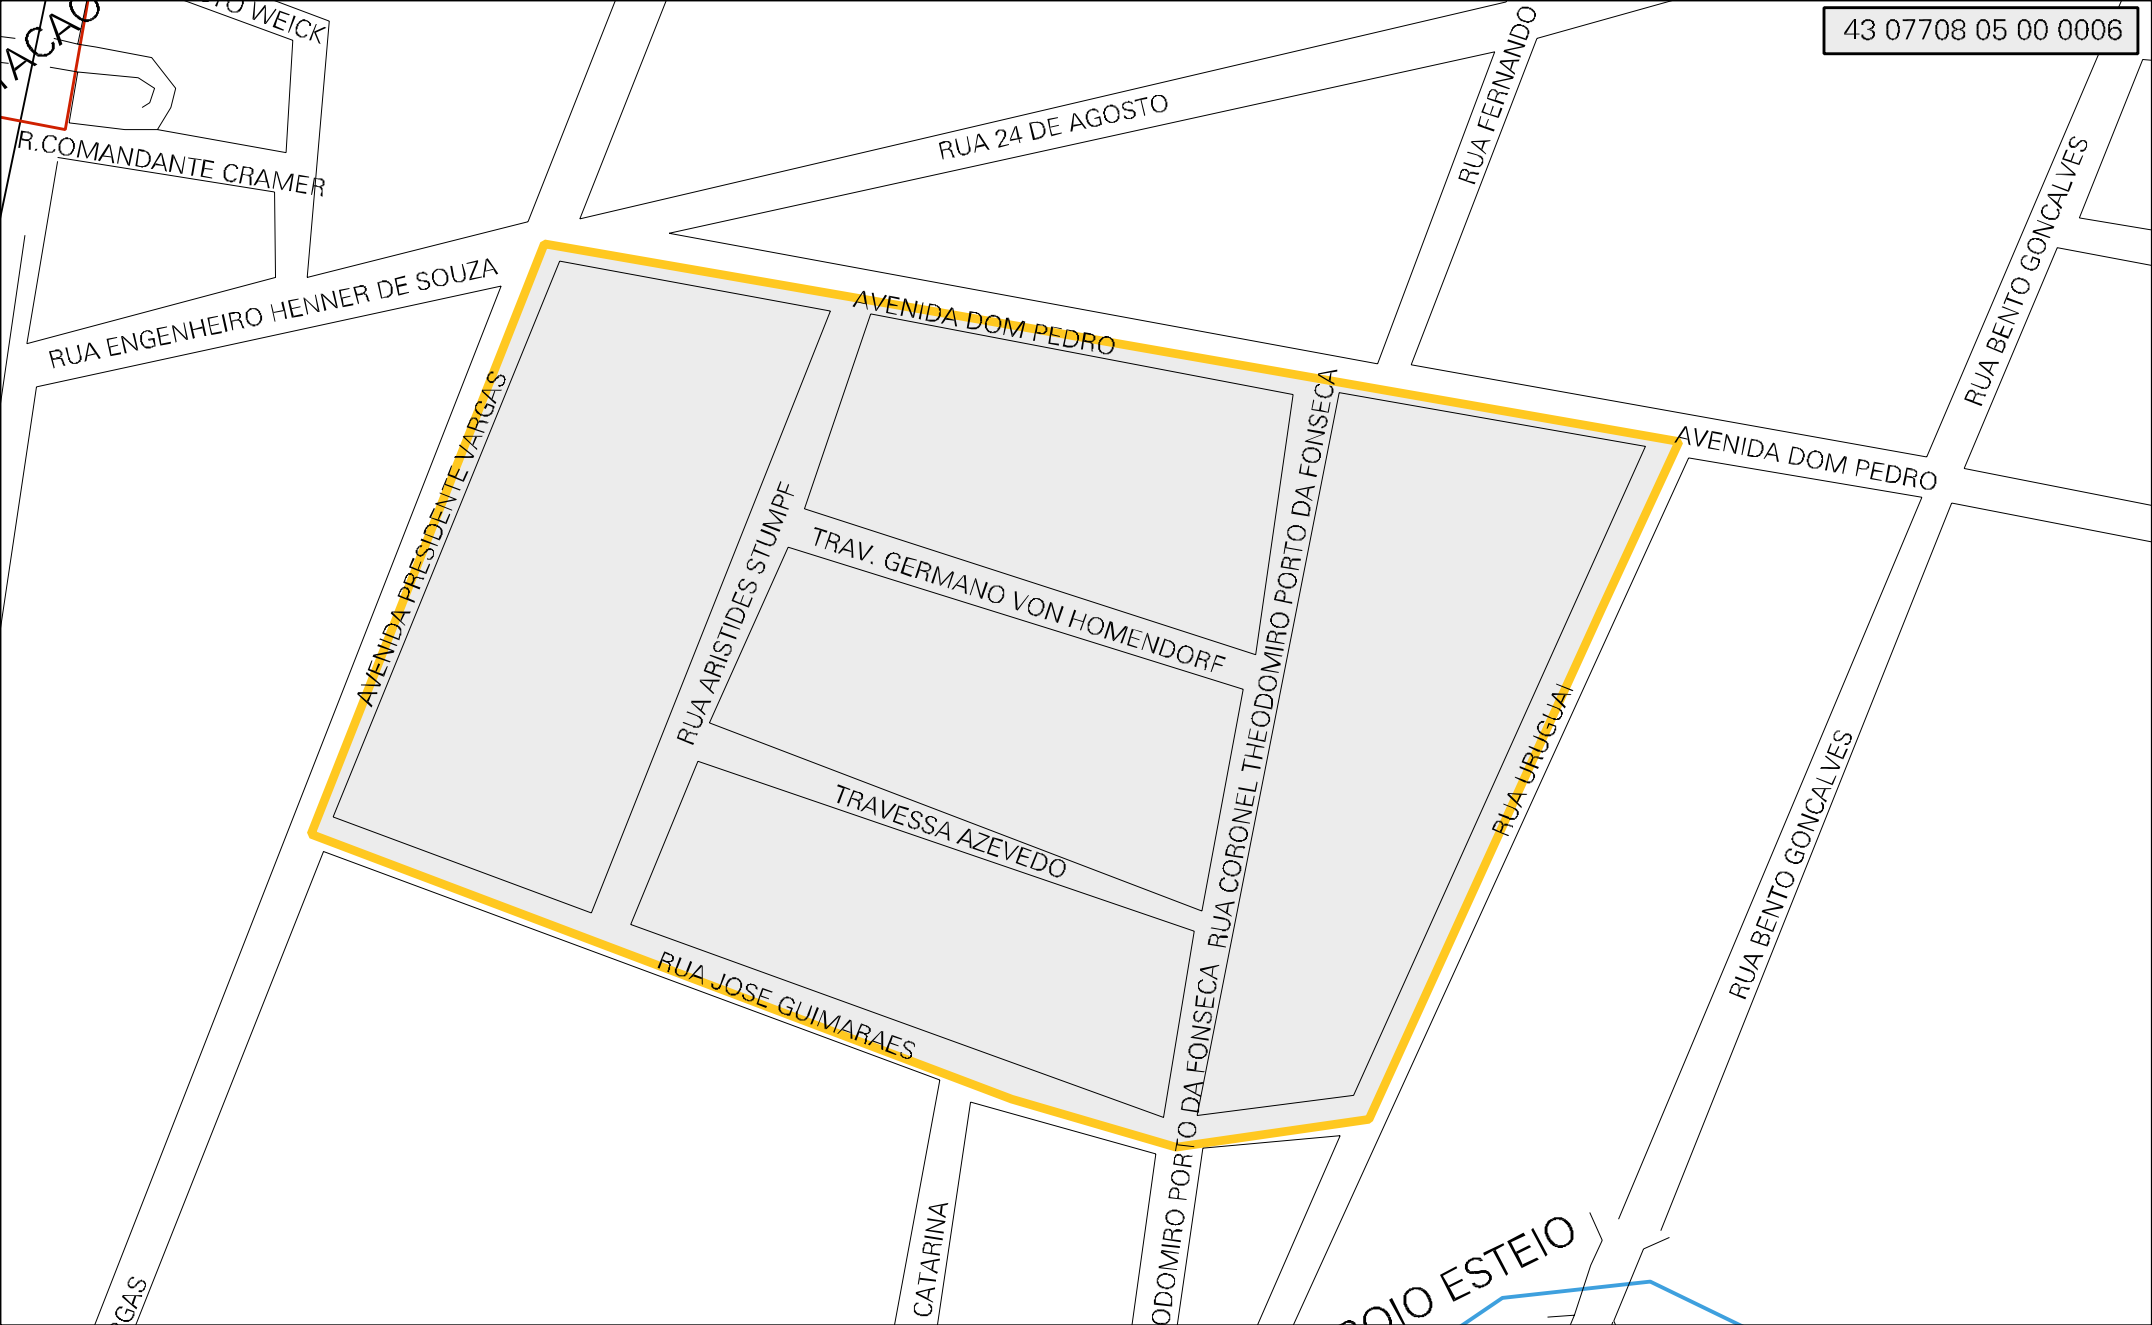 WEICK
43 07708 05 00 0006
R.COMANDANTE CRAMER
RUA 24 DE AGOSTO
RUA FERNANDO
RUA BENTO GONCALVES
RUA ENGENHEIRO HENNER DE SOUZA
AVENIDA DOM PEDRO
AVENIDA DOM PEDRO
AVENIDA PRESIDENTE VARGAS
RUA ARISTIDES STUMPF
TRAV. GERMANO VON HOMENDORF
RUA CORONEL THEODOMIRO PORTO DA FONSECA
RUA URUGUAI
TRAVESSA AZEVEDO
RUA BENTO GONCALVES
RUA JOSE GUIMARAES
ODOMIRO PORTO DA FONSECA
CATARINA
GAS
OIO ESTEIO